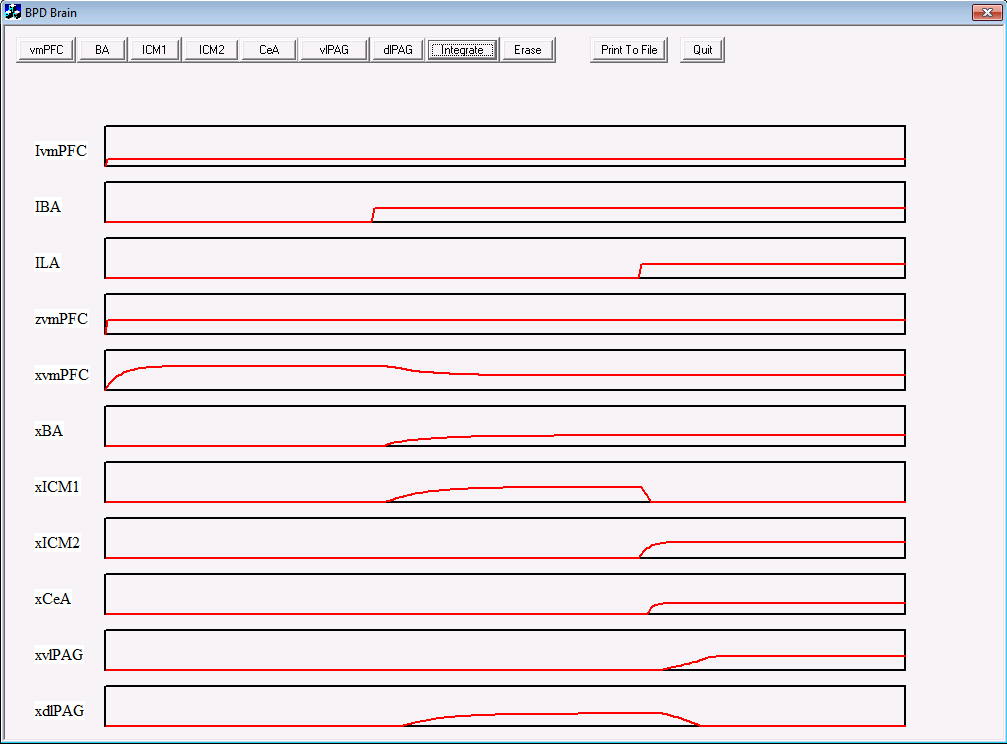 BPD Brain
vmPFC BA ICM1 ICM2 CeA vlPAG dlPAG Integrate Erase Print To File Quit
IvmPFC
IBA
ILA
zvmPFC
xvmPFC
xBA
xICM1
xICM2
xCeA
xvlPAG
xdlPAG